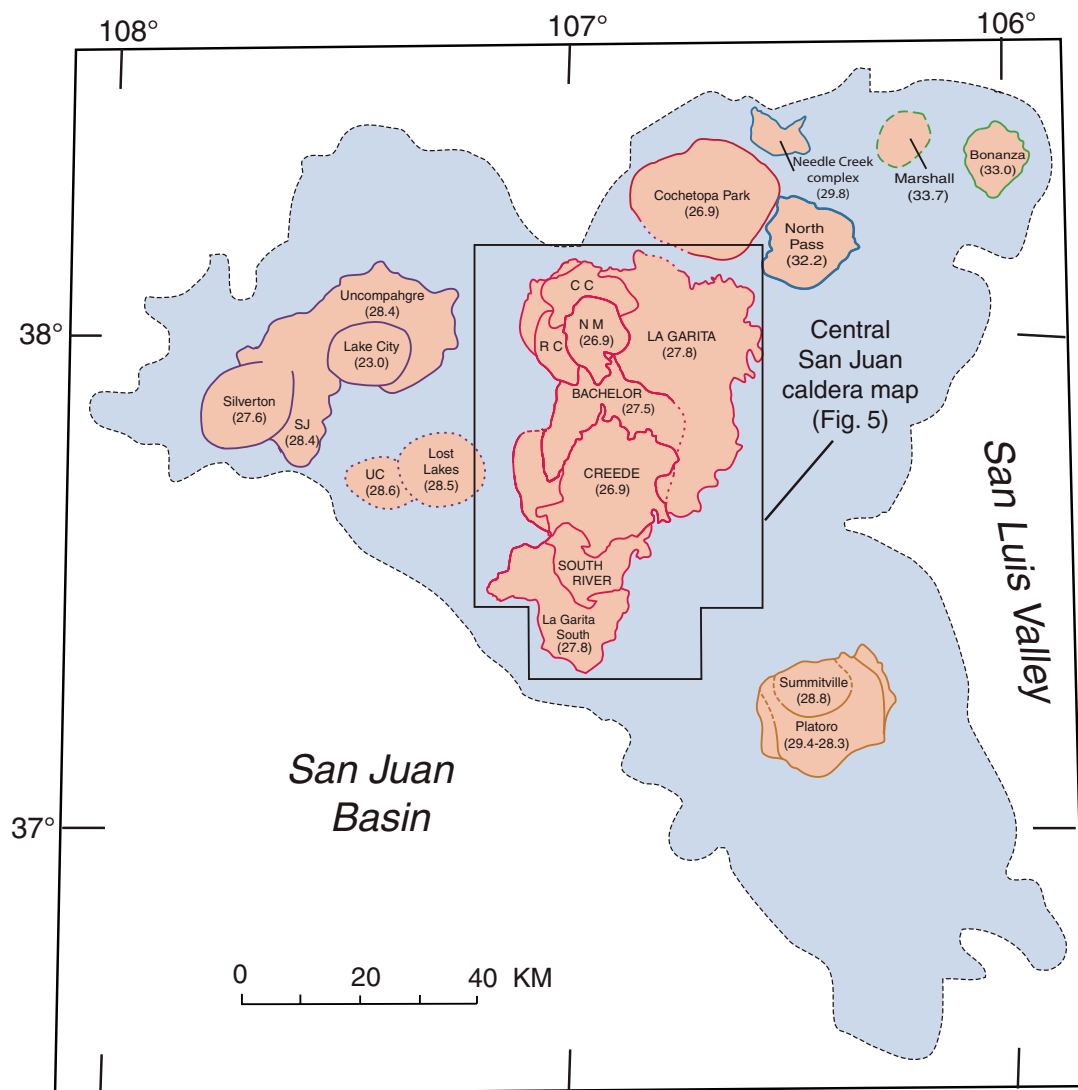 108°
107°
106°
Needle Creek
complex
(29.8)
Marshall
(33.7)
Bonanza
(33.0)
Cochetopa Park
(26.9)
North
Pass
(32.2)
38°
Uncompahgre
(28.4)
Lake City
(23.0)
Silverton
(27.6)
SJ
(28.4)
UC
(28.6)
Lost
Lakes
(28.5)
C C
N M
(26.9)
R C
LA GARITA
(27.8)
BACHELOR
(27.5)
CREEDE
(26.9)
SOUTH
RIVER
La Garita
South
(27.8)
Central
San Juan
caldera map
(Fig. 5)
San Luis Valley
Summitville
(28.8)
Platoro
(29.4-28.3)
San Juan
Basin
37°
0 20 40 KM